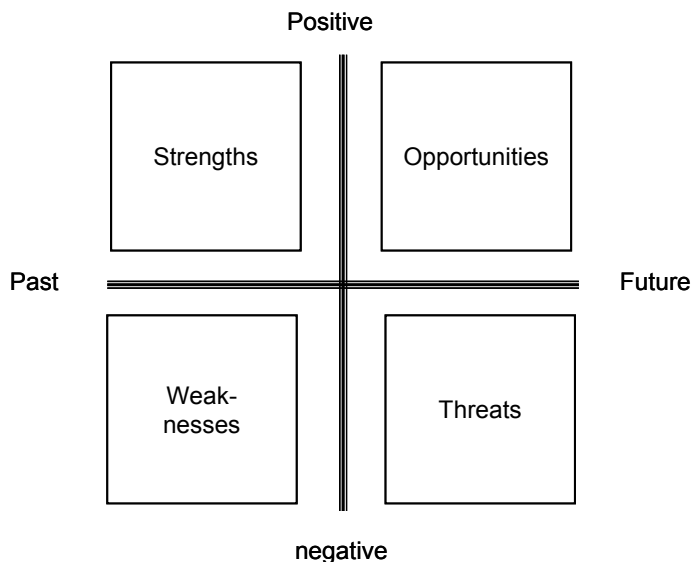 Positive
Strengths
Opportunities
Past
Future
Weak-
nesses
Threats
negative